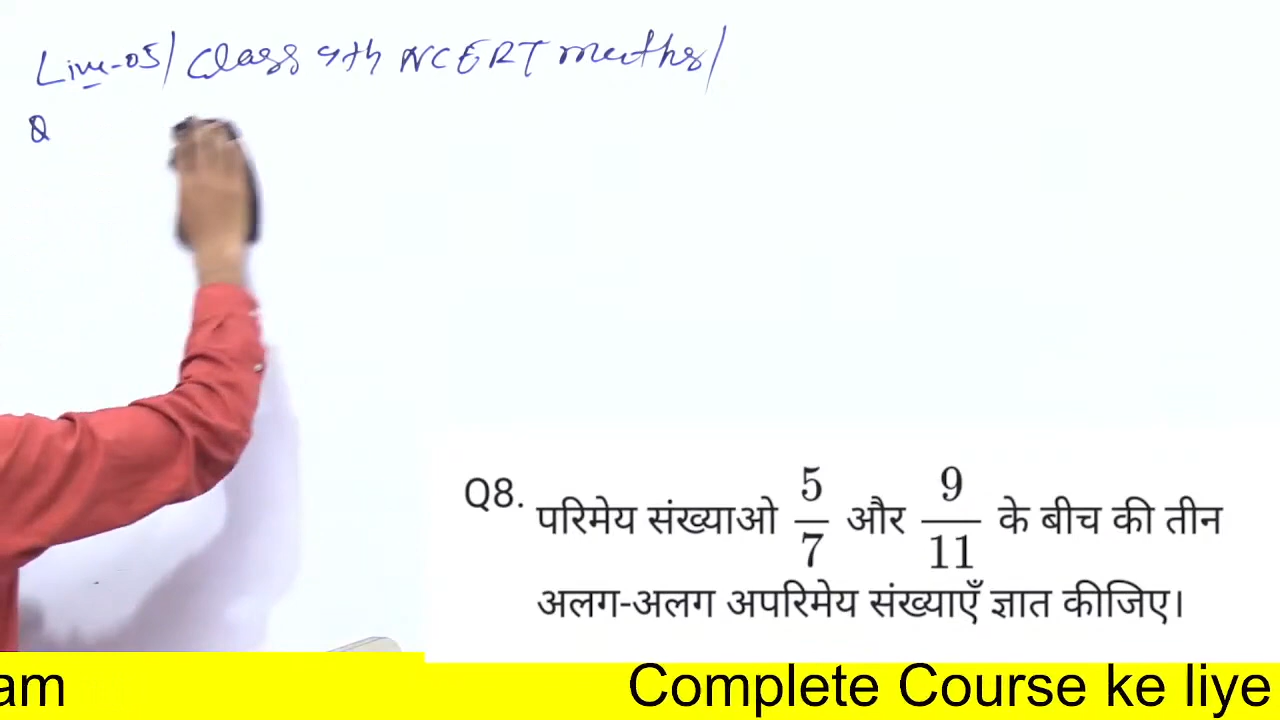 Live-05/ Class 9th NCERT maths/
Q
Q8. परिमेय संख्याओ 5/7 और 9/11 के बीच की तीन
अलग-अलग अपरिमेय संख्याएँ ज्ञात कीजिए।
am Complete Course ke liye